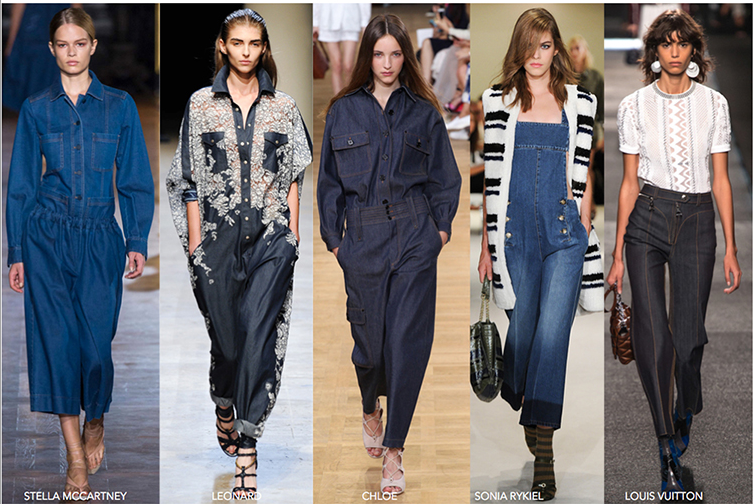 STELLA MCCARTNEY
LEONARD
CHLOE
SONIA RYKIEL
LOUIS VUITTON